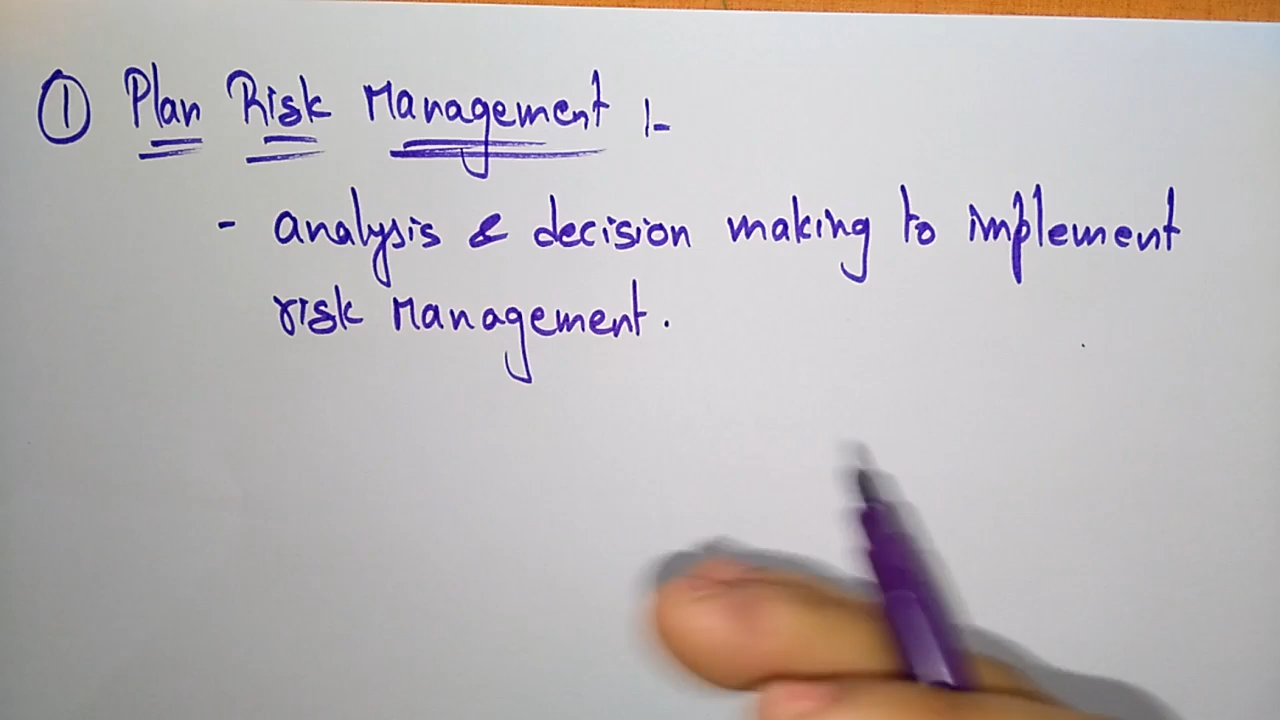 ① Plan Risk Management :-
- analysis & decision making to implement
risk Management.